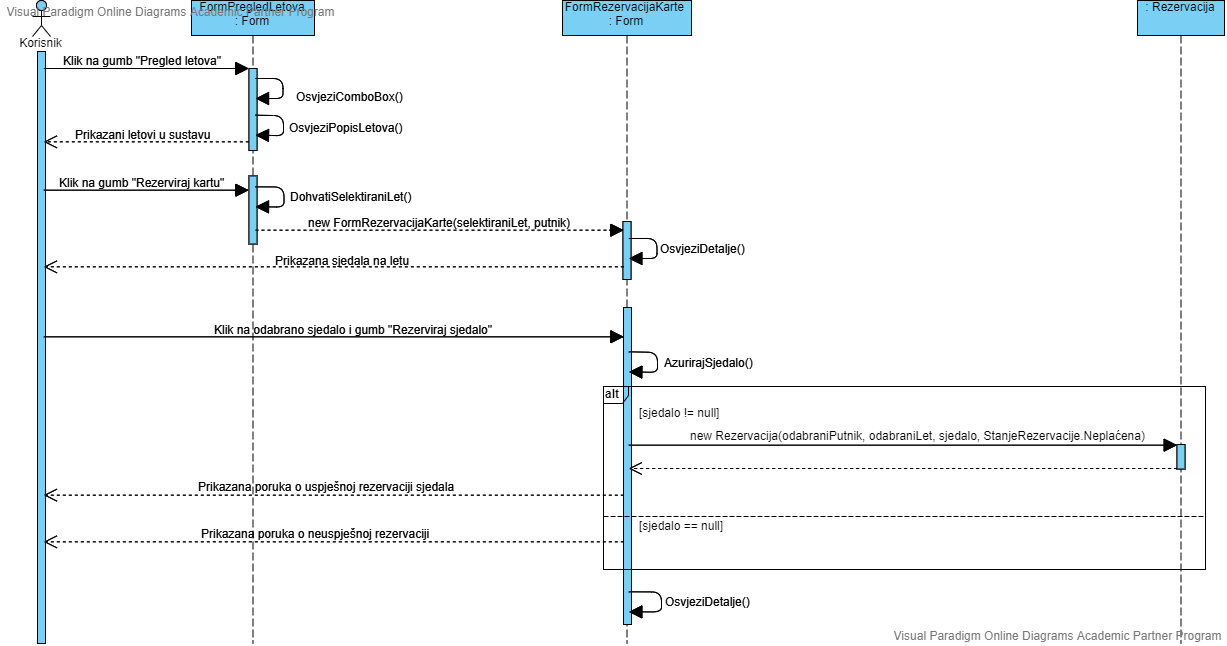 Visual Paradigm Online Diagrams Academic Partner Program
FormPregledLetova
: Form
FormRezervacijaKarte
: Form
: Rezervacija
Korisnik
Klik na gumb "Pregled letova"
OsvjeziComboBox()
OsvjeziPopisLetova()
Prikazani letovi u sustavu
Klik na gumb "Rezerviraj kartu"
DohvatiSelektiraniLet()
new FormRezervacijaKarte(selektiraniLet, putnik)
OsvjeziDetalje()
Prikazana sjedala na letu
Klik na odabrano sjedalo i gumb "Rezerviraj sjedalo"
AzurirajSjedalo()
alt
[sjedalo != null]
new Rezervacija(odabraniPutnik, odabraniLet, sjedalo, StanjeRezervacije.Neplaćena)
Prikazana poruka o uspješnoj rezervaciji sjedala
[sjedalo == null]
Prikazana poruka o neuspješnoj rezervaciji
OsvjeziDetalje()
Visual Paradigm Online Diagrams Academic Partner Program